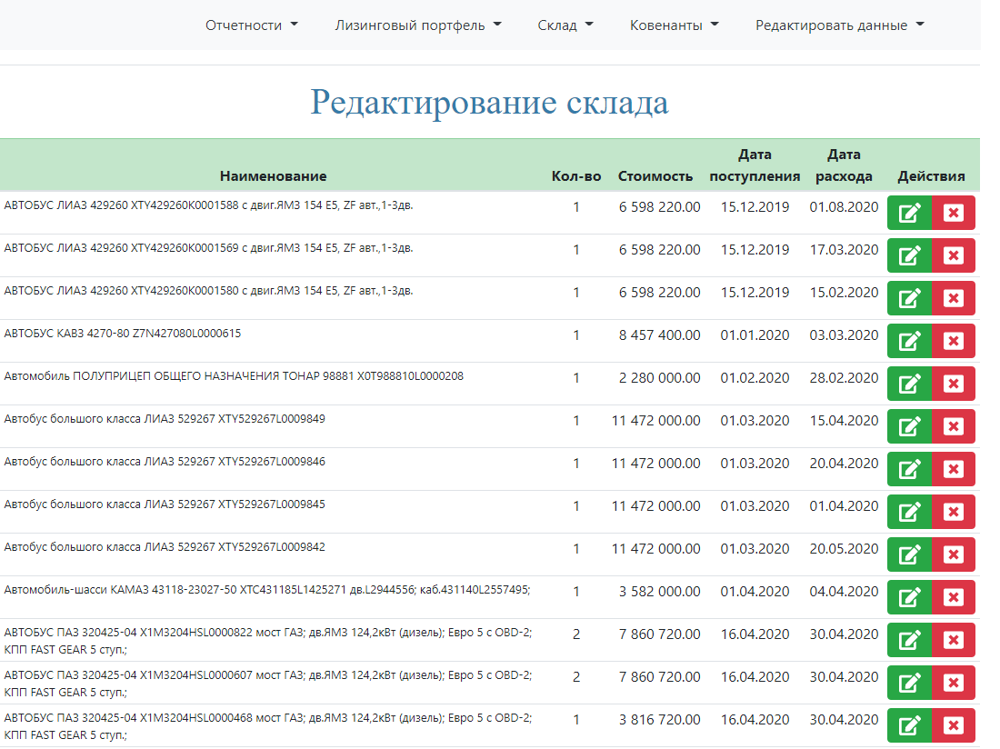 Отчетности Лизинговый портфель Склад Ковенанты Редактировать данные
Редактирование склада
Наименование Кол-во Стоимость Дата поступления Дата расхода Действия
АВТОБУС ЛИАЗ 429260 XTY429260K0001588 с двиг.ЯМЗ 154 E5, ZF авт.,1-3дв. 1 6 598 220.00 15.12.2019 01.08.2020
АВТОБУС ЛИАЗ 429260 XTY429260K0001569 с двиг.ЯМЗ 154 E5, ZF авт.,1-3дв. 1 6 598 220.00 15.12.2019 17.03.2020
АВТОБУС ЛИАЗ 429260 XTY429260K0001580 с двиг.ЯМЗ 154 E5, ZF авт.,1-3дв. 1 6 598 220.00 15.12.2019 15.02.2020
АВТОБУС КАВЗ 4270-80 Z7N427080L0000615 1 8 457 400.00 01.01.2020 03.03.2020
Автомобиль ПОЛУПРИЦЕП ОБЩЕГО НАЗНАЧЕНИЯ ТОНАР 98881 X0T988810L0000208 1 2 280 000.00 01.02.2020 28.02.2020
Автобус большого класса ЛИАЗ 529267 XTY529267L0009849 1 11 472 000.00 01.03.2020 15.04.2020
Автобус большого класса ЛИАЗ 529267 XTY529267L0009846 1 11 472 000.00 01.03.2020 20.04.2020
Автобус большого класса ЛИАЗ 529267 XTY529267L0009845 1 11 472 000.00 01.03.2020 01.04.2020
Автобус большого класса ЛИАЗ 529267 XTY529267L0009842 1 11 472 000.00 01.03.2020 20.05.2020
Автомобиль-шасси КАМАЗ 43118-23027-50 XTC431185L1425271 дв.L2944556; каб.431140L2557495; 1 3 582 000.00 01.04.2020 04.04.2020
АВТОБУС ПАЗ 320425-04 X1M3204HSL0000822 мост ГАЗ; дв.ЯМЗ 124,2кВт (дизель); Евро 5 с OBD-2; 2 7 860 720.00 16.04.2020 30.04.2020
КПП FAST GEAR 5 ступ.;
АВТОБУС ПАЗ 320425-04 X1M3204HSL0000607 мост ГАЗ; дв.ЯМЗ 124,2кВт (дизель); Евро 5 с OBD-2; 2 7 860 720.00 16.04.2020 30.04.2020
КПП FAST GEAR 5 ступ.;
АВТОБУС ПАЗ 320425-04 X1M3204HSL0000468 мост ГАЗ; дв.ЯМЗ 124,2кВт (дизель); Евро 5 с OBD-2; 1 3 816 720.00 16.04.2020 30.04.2020
КПП FAST GEAR 5 ступ.;